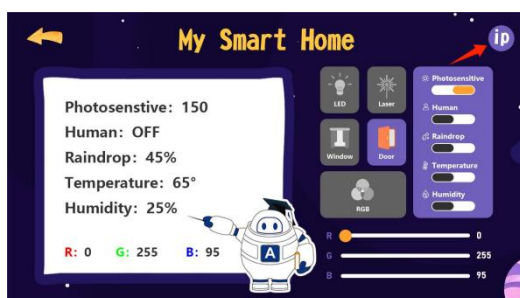 My Smart Home
ip
Photosenstive: 150
Human: OFF
Raindrop: 45%
Temperature: 65°
Humidity: 25%
R: 0 G: 255 B: 95
A
LED
Laser
Window
Door
RGB
Photosensitive
Human
Raindrop
Temperature
Humidity
R 0
G 255
B 95